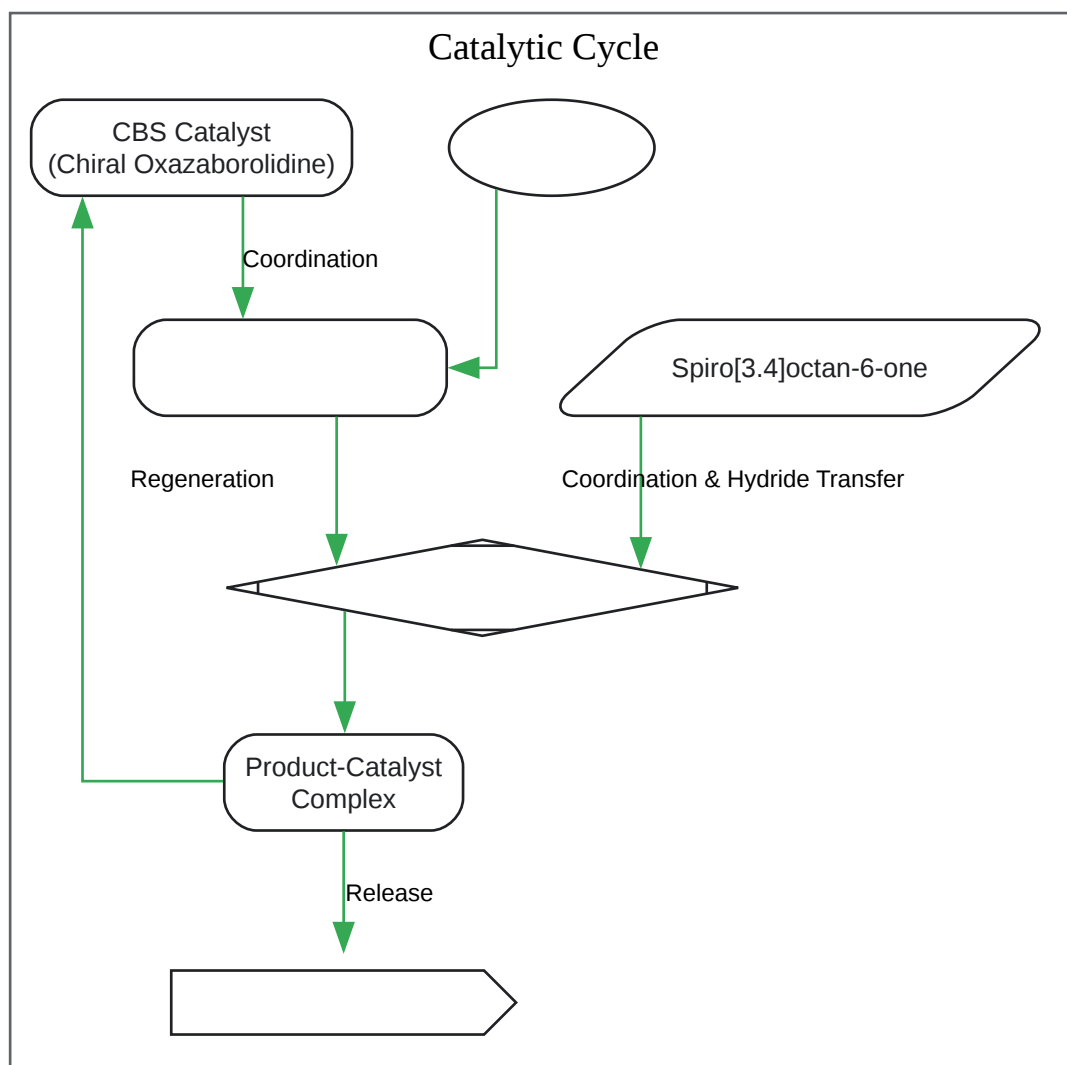 Catalytic Cycle
CBS Catalyst
(Chiral Oxazaborolidine)
Coordination
Spiro[3.4]octan-6-one
Regeneration
Coordination & Hydride Transfer
Product-Catalyst
Complex
Release